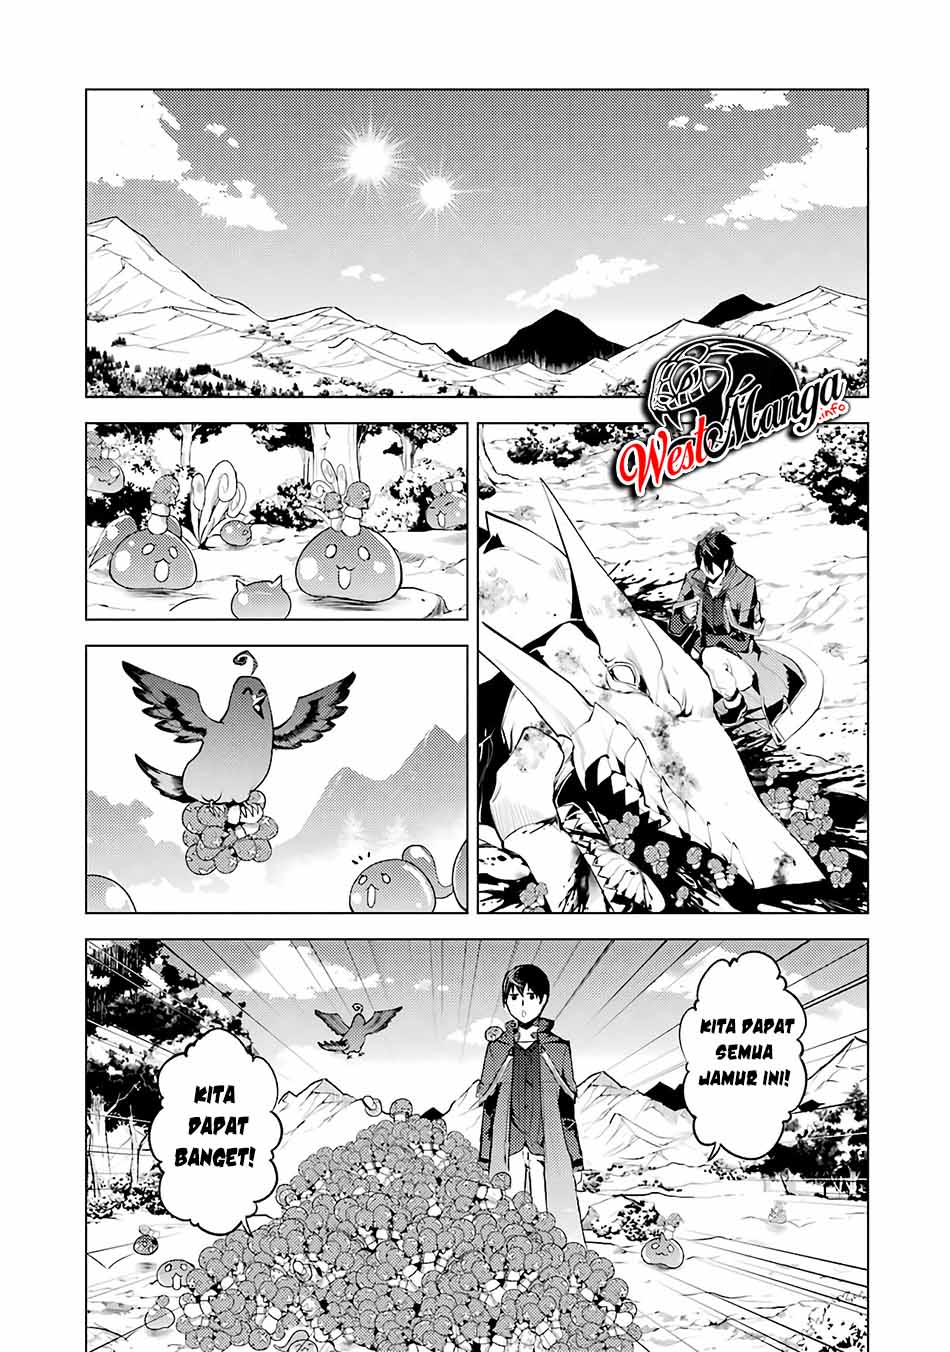 WestManga
.info
KITA DAPAT
SEMUA
JAMUR INI!
KITA
DAPAT
BANGET!